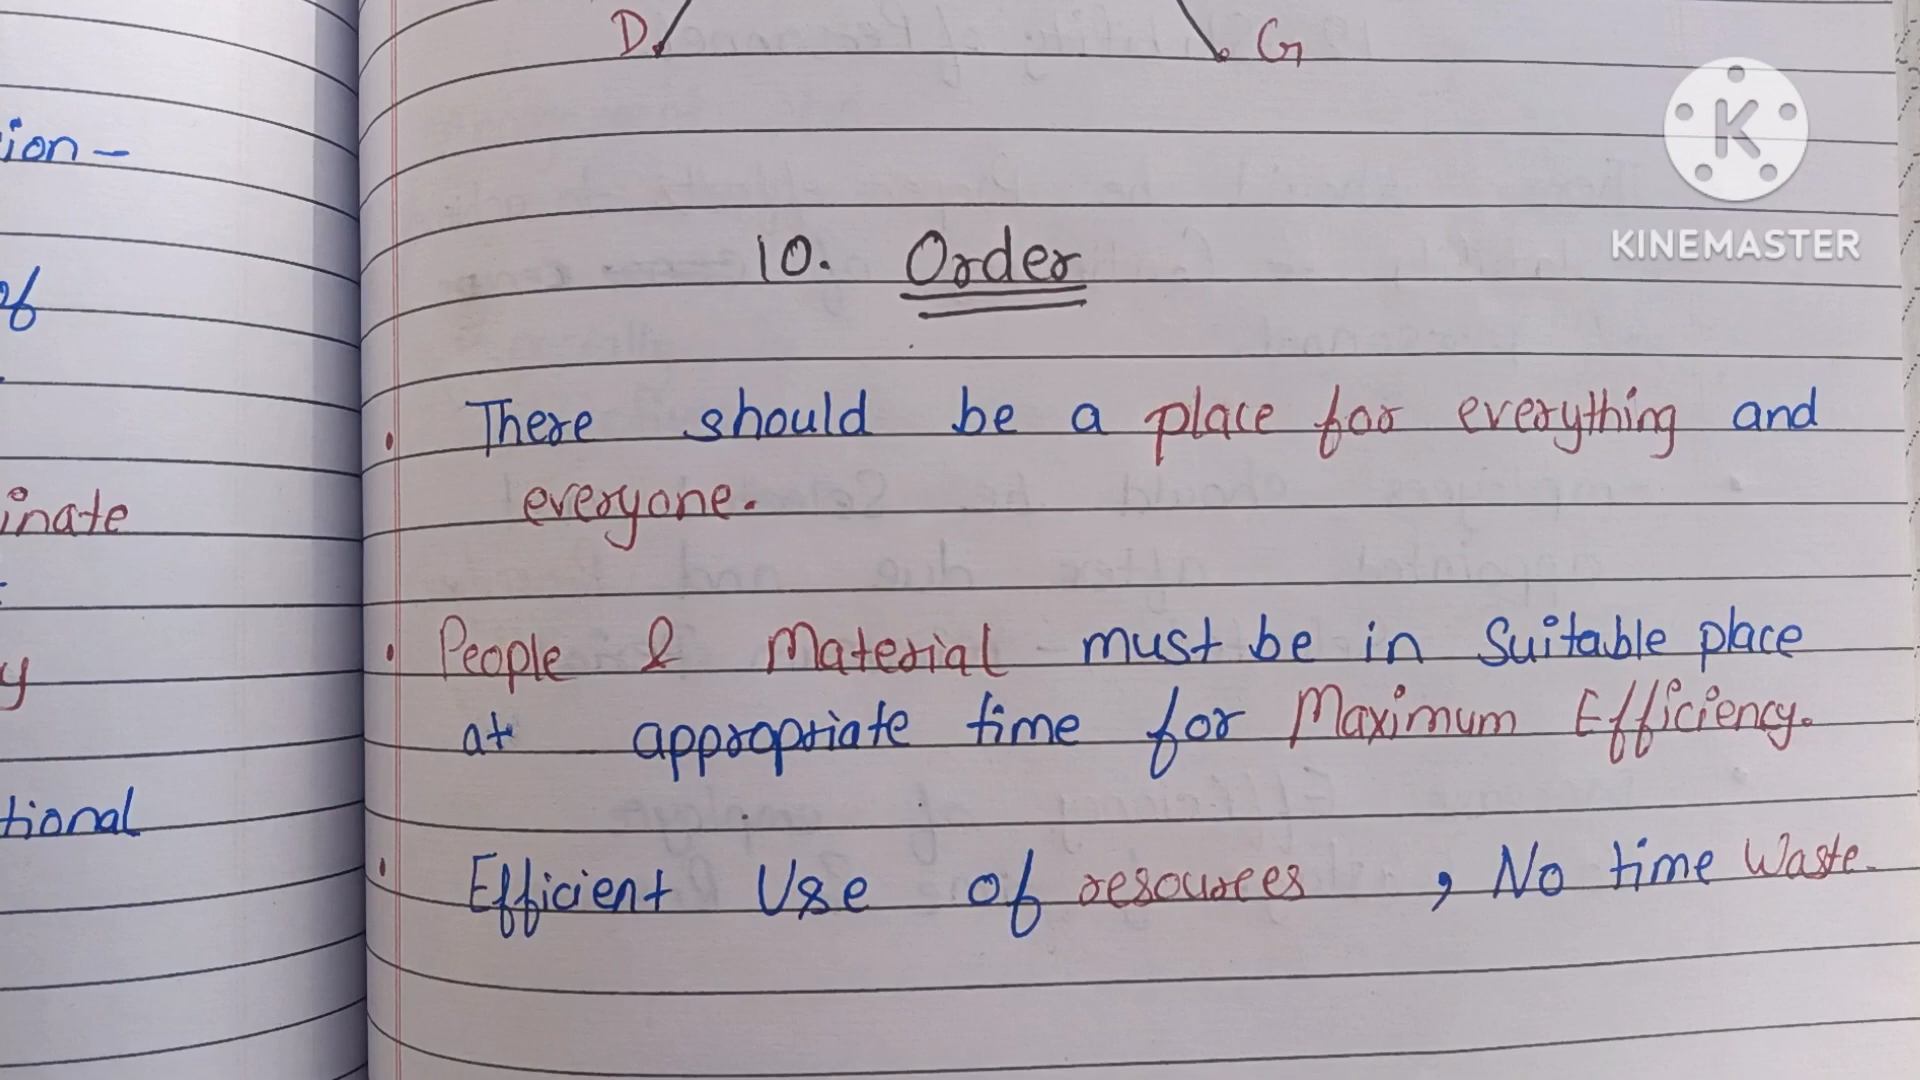 D G
KINEMASTER
ion-
of
inate
y
tional
10. Order
There should be a place for everything and
everyone.
People & Material must be in Suitable place
at appropriate time for Maximum Efficiency.
Efficient Use of resources , No time Waste.